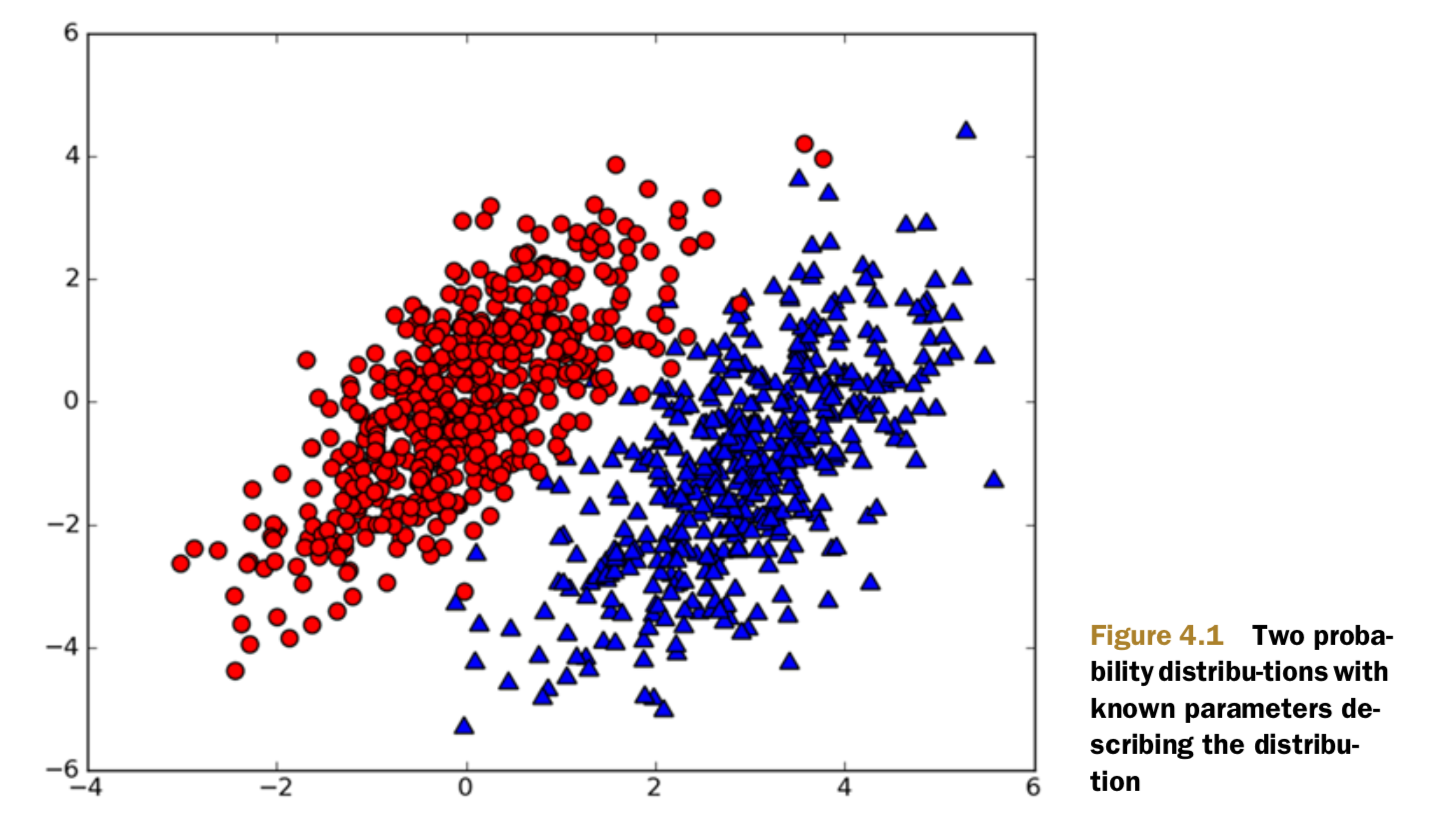 6
4
2
0
−2
−4
−6
−4 −2 0 2 4 6
Figure 4.1 Two proba-
bility distribu-tions with
known parameters de-
scribing the distribu-
tion